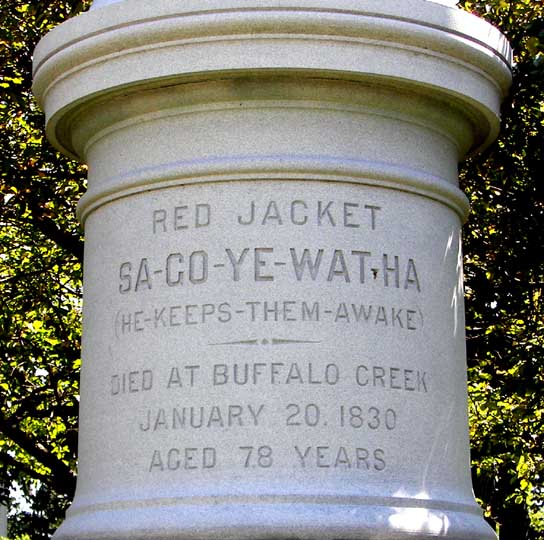 RED JACKET
SA-GO-YE-WAT-HA
(HE-KEEPS-THEM-AWAKE)
DIED AT BUFFALO CREEK
JANUARY 20. 1830
AGED 78 YEARS